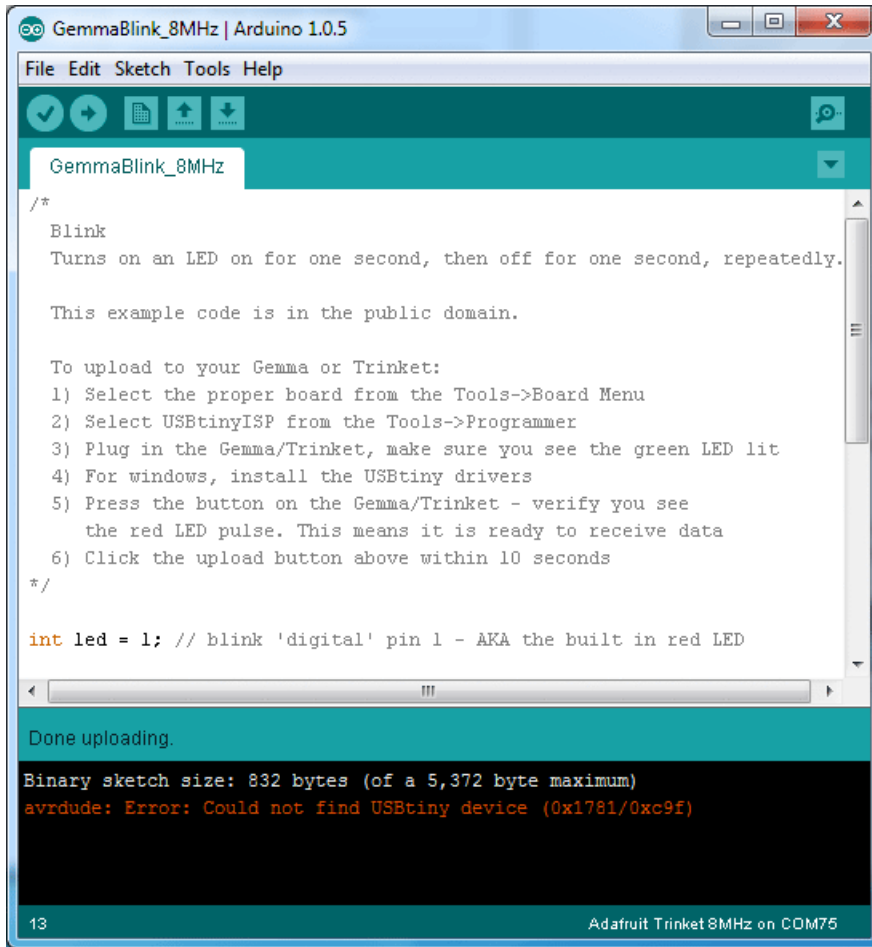 GemmaBlink_8MHz | Arduino 1.0.5
File Edit Sketch Tools Help
GemmaBlink_8MHz
/*
Blink
Turns on an LED on for one second, then off for one second, repeatedly.
This example code is in the public domain.
To upload to your Gemma or Trinket:
1) Select the proper board from the Tools->Board Menu
2) Select USBtinyISP from the Tools->Programmer
3) Plug in the Gemma/Trinket, make sure you see the green LED lit
4) For windows, install the USBtiny drivers
5) Press the button on the Gemma/Trinket - verify you see
the red LED pulse. This means it is ready to receive data
6) Click the upload button above within 10 seconds
*/
int led = 1; // blink 'digital' pin 1 - AKA the built in red LED
Done uploading.
Binary sketch size: 832 bytes (of a 5,372 byte maximum)
avrdude: Error: Could not find USBtiny device (0x1781/0xc9f)
13 Adafruit Trinket 8MHz on COM75